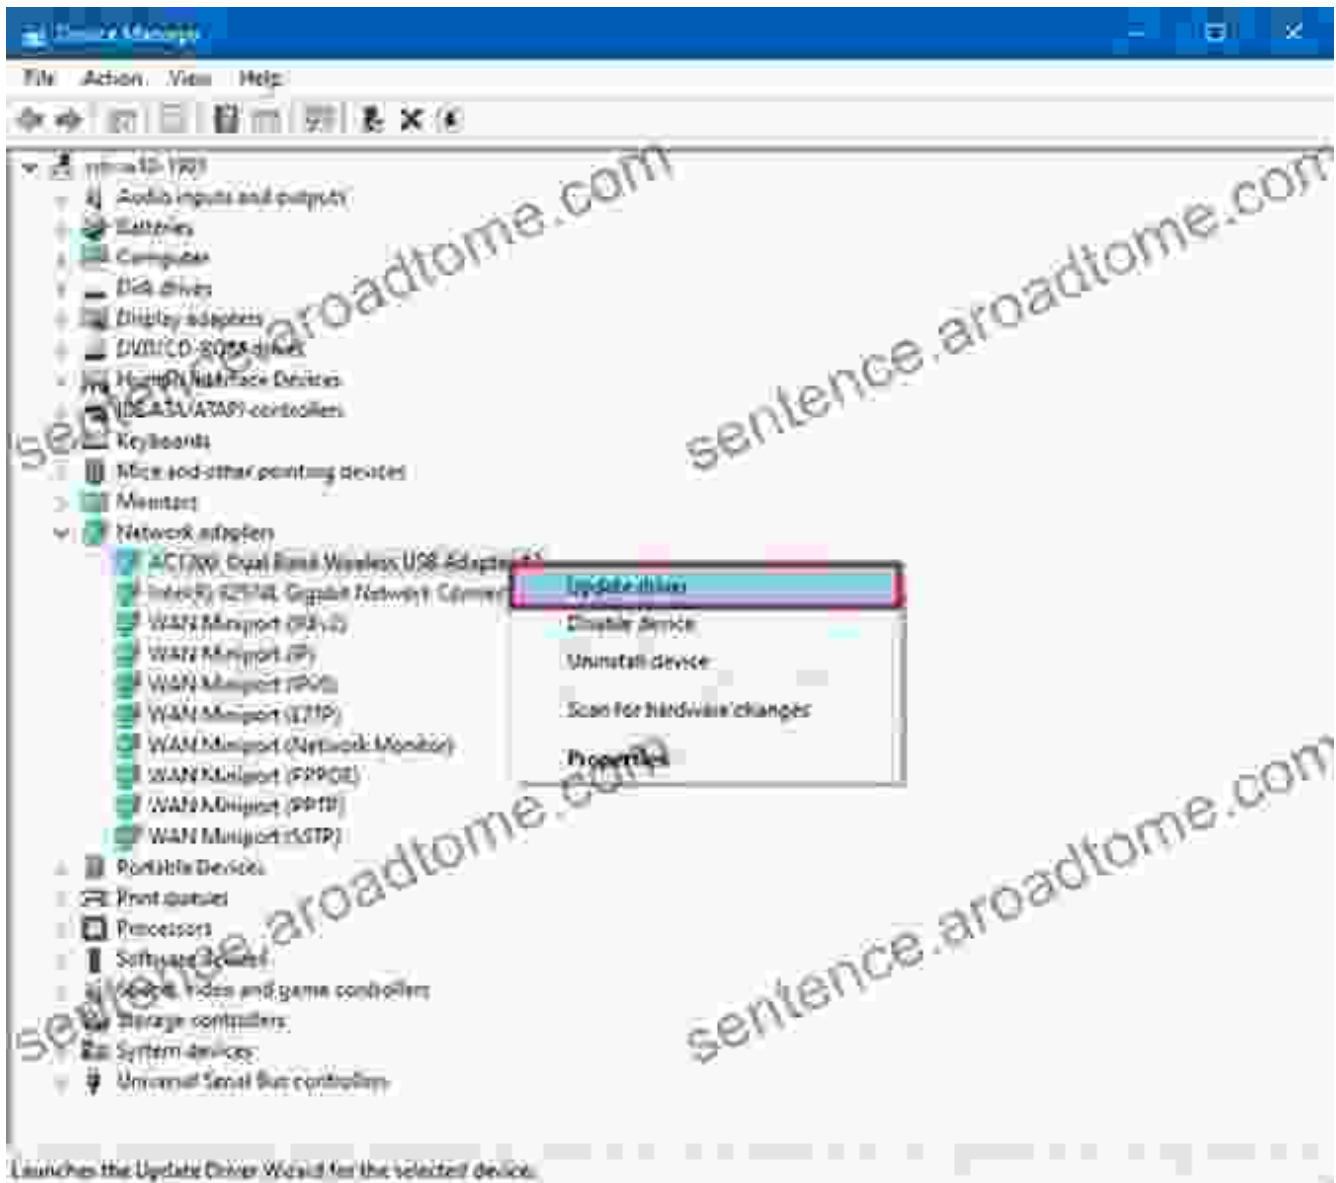 Device Manager
File Action View Help
Audio inputs and outputs
Batteries
Computer
Disk drives
Display adapters
DVD/CD-ROM drives
Human Interface Devices
IDE ATA/ATAPI controllers
Keyboards
Mice and other pointing devices
Monitors
Network adapters
AC1200 Dual Band Wireless USB Adapter
Intel(R) 82574L Gigabit Network
WAN Miniport (IKEv2)
WAN Miniport (IP)
WAN Miniport (IPv6)
WAN Miniport (L2TP)
WAN Miniport (Network Monitor)
WAN Miniport (PPPOE)
WAN Miniport (PPTP)
WAN Miniport (SSTP)
Update driver
Disable device
Uninstall device
Scan for hardware changes
Properties
Portable Devices
Print queues
Processors
Software devices
Sound, video and game controllers
Storage controllers
System devices
Universal Serial Bus controllers
Launches the Update Driver Wizard for the selected device.
sentence.aroadtome.com
sentence.aroadtome.com
sentence.aroadtome.com
sentence.aroadtome.com